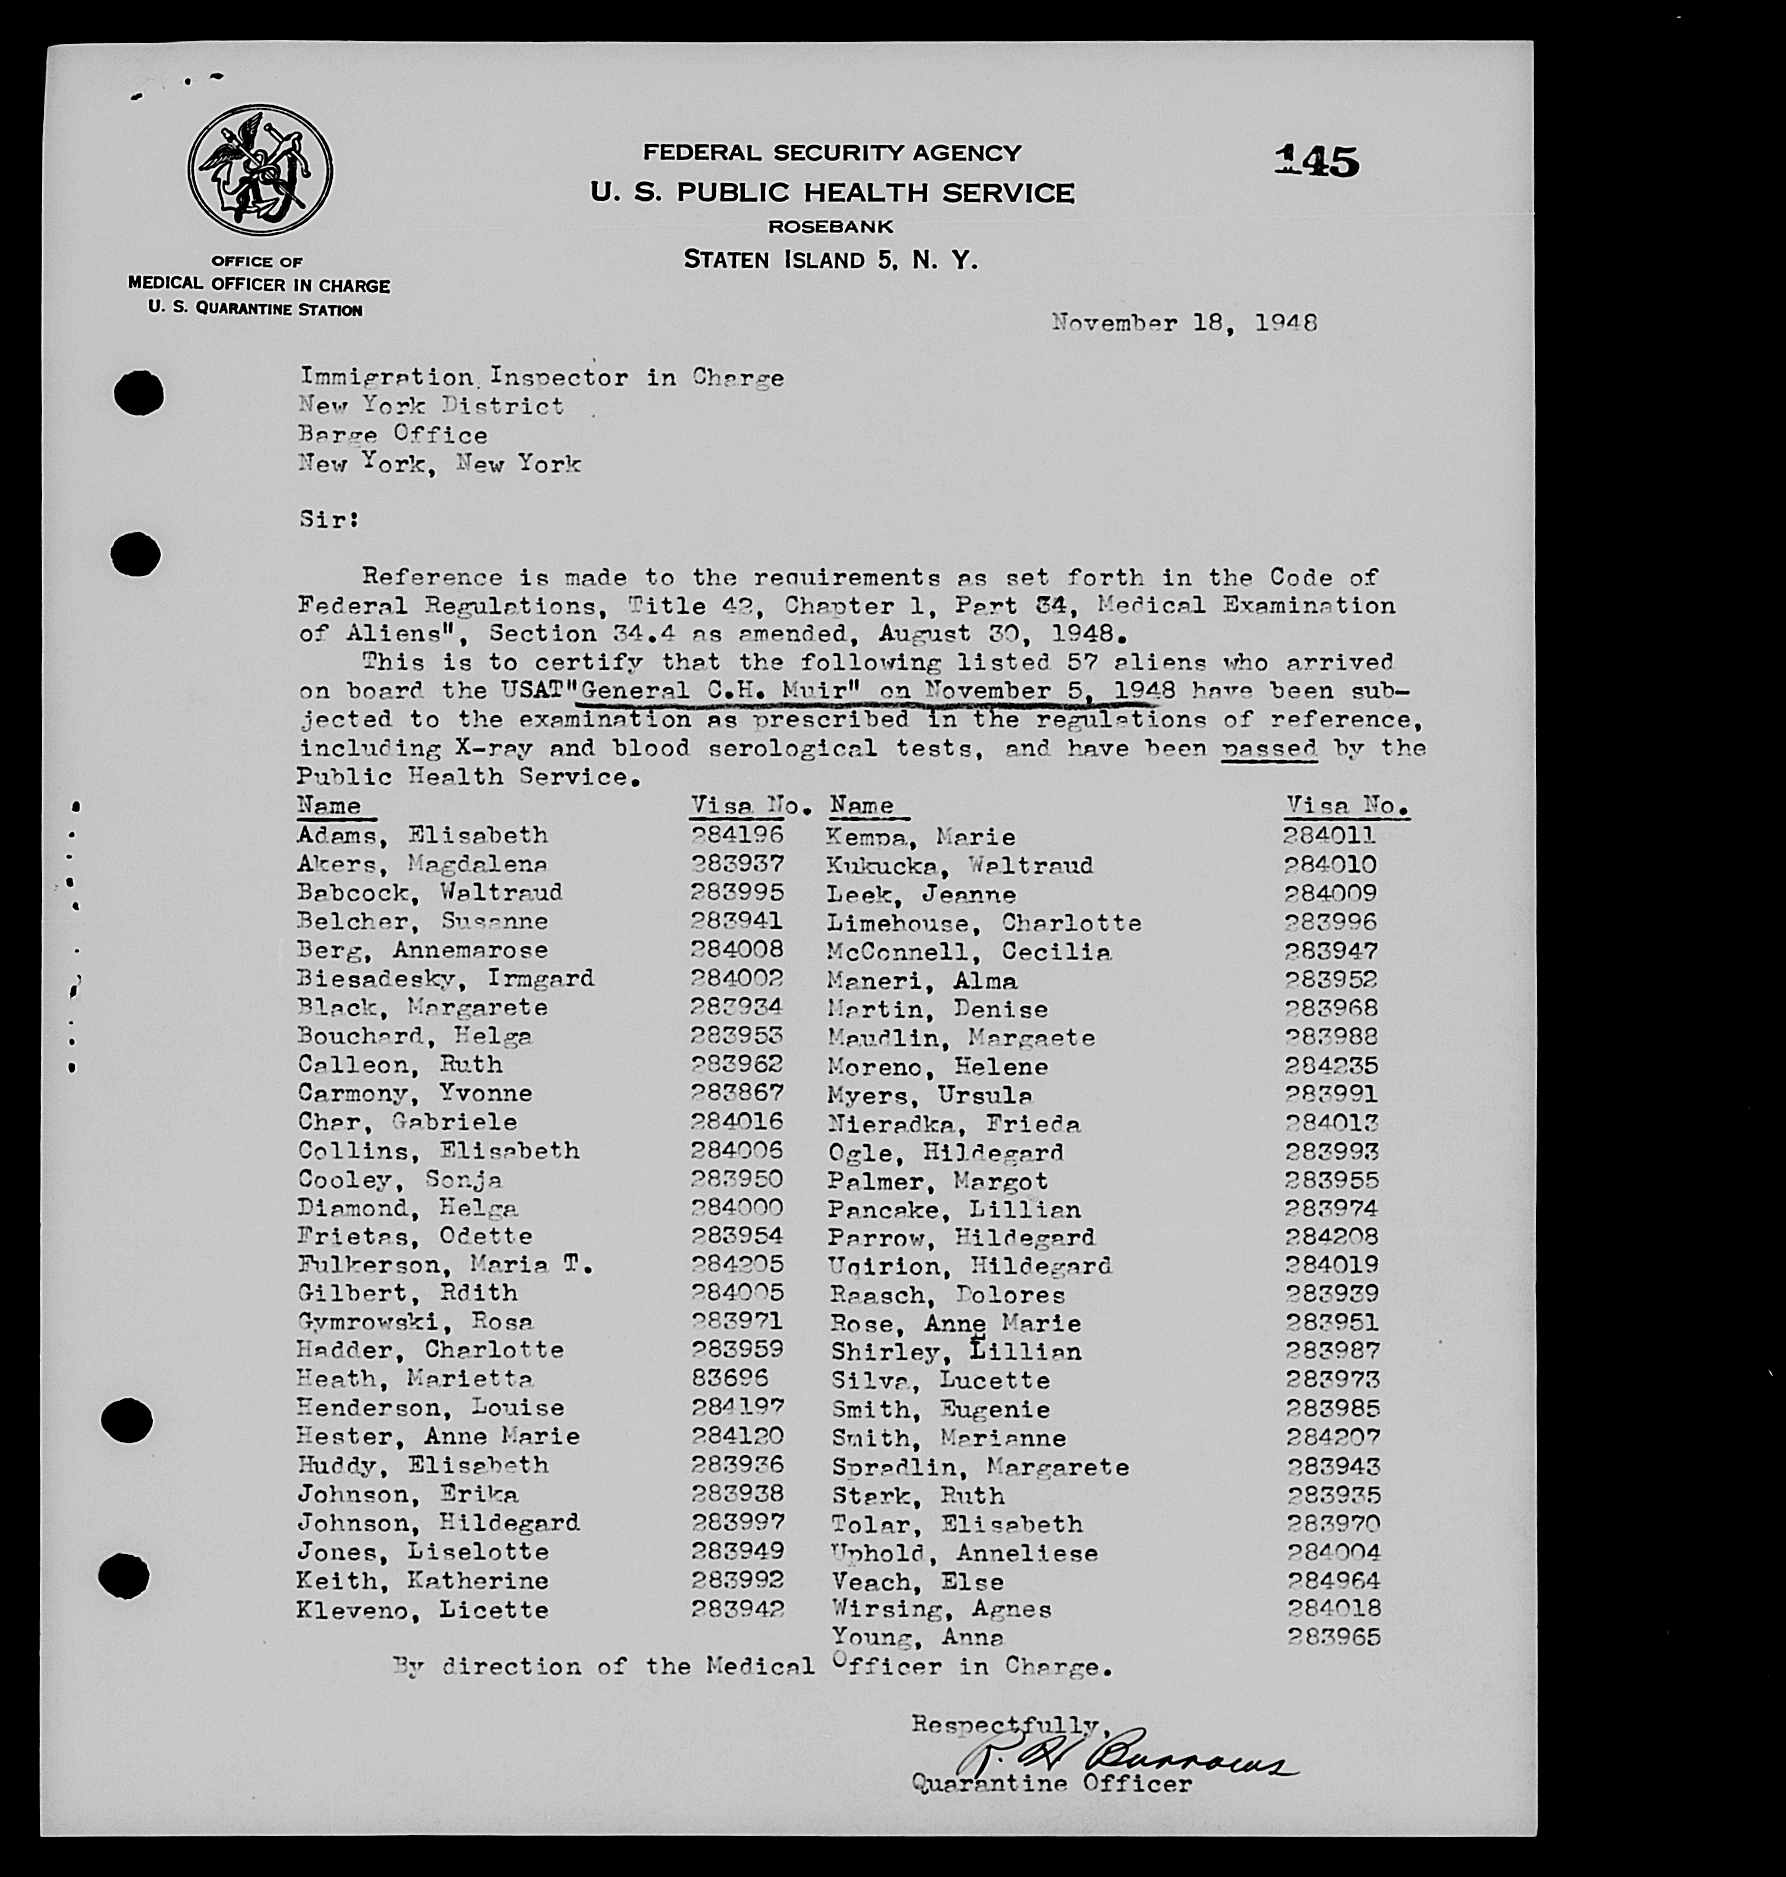 FEDERAL SECURITY AGENCY
145
U. S. PUBLIC HEALTH SERVICE
ROSEBANK
STATEN ISLAND 5, N. Y.
OFFICE OF
MEDICAL OFFICER IN CHARGE
U. S. QUARANTINE STATION
November 18, 1948
Immigration Inspector in Charge
New York District
Barge Office
New York, New York
Sir:
Reference is made to the requirements as set forth in the Code of
Federal Regulations, Title 42, Chapter 1, Part 34, Medical Examination
of Aliens", Section 34.4 as amended, August 30, 1948.
This is to certify that the following listed 57 aliens who arrived
on board the USAT"General C.H. Muir" on November 5, 1948 have been sub-
jected to the examination as prescribed in the regulations of reference,
including X-ray and blood serological tests, and have been passed by the
Public Health Service.
Name Visa No. Name Visa No.
Adams, Elisabeth 284196 Kempa, Marie 284011
Akers, Magdalena 283937 Kukucka, Waltraud 284010
Babcock, Waltraud 283995 Leek, Jeanne 284009
Belcher, Susanne 283941 Limehouse, Charlotte 283996
Berg, Annemarose 284008 McConnell, Cecilia 283947
Biesadesky, Irmgard 284002 Maneri, Alma 283952
Black, Margarete 283934 Martin, Denise 283968
Bouchard, Helga 283953 Maudlin, Margaete 283988
Calleon, Ruth 283962 Moreno, Helene 284235
Carmony, Yvonne 283867 Myers, Ursula 283991
Char, Gabriele 284016 Nieradka, Frieda 284013
Collins, Elisabeth 284006 Ogle, Hildegard 283993
Cooley, Sonja 283950 Palmer, Margot 283955
Diamond, Helga 284000 Pancake, Lillian 283974
Frietas, Odette 283954 Parrow, Hildegard 284208
Fulkerson, Maria T. 284205 Uqirion, Hildegard 284019
Gilbert, Rdith 284005 Raasch, Dolores 283939
Gymrowski, Rosa 283971 Rose, Anne Marie 283951
Hadder, Charlotte 283959 Shirley, Lillian 283987
Heath, Marietta 83696 Silva, Lucette 283973
Henderson, Louise 284197 Smith, Eugenie 283985
Hester, Anne Marie 284120 Smith, Marianne 284207
Huddy, Elisabeth 283936 Spradlin, Margarete 283943
Johnson, Erika 283938 Stark, Ruth 283935
Johnson, Hildegard 283997 Tolar, Elisabeth 283970
Jones, Liselotte 283949 Uphold, Anneliese 284004
Keith, Katherine 283992 Veach, Else 284964
Kleveno, Licette 283942 Wirsing, Agnes 284018
Young, Anna 283965
By direction of the Medical Officer in Charge.
Respectfully,
R. H Burrows
Quarantine Officer